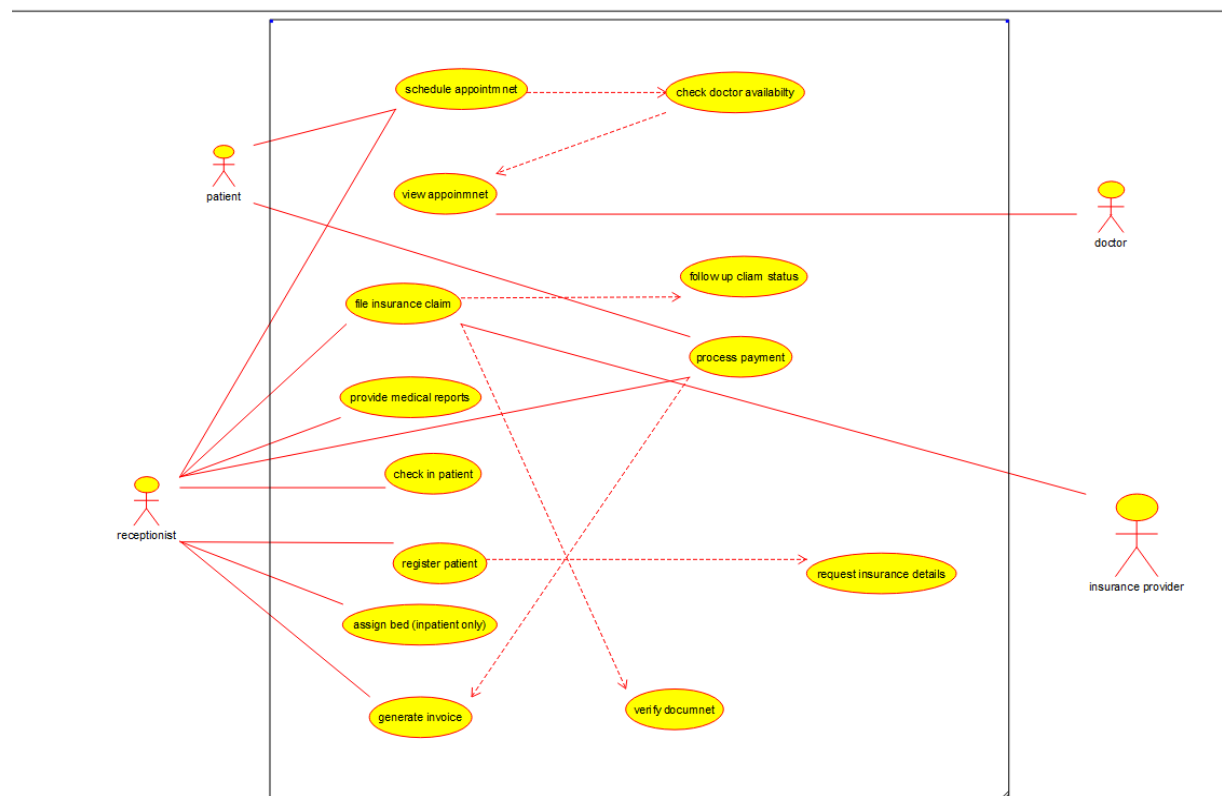 schedule appointmnet
check doctor availabilty
patient
view appoinmnet
doctor
follow up cliam status
file insurance claim
process payment
provide medical reports
check in patient
receptionist
register patient
request insurance details
insurance provider
assign bed (inpatient only)
generate invoice
verify documnet